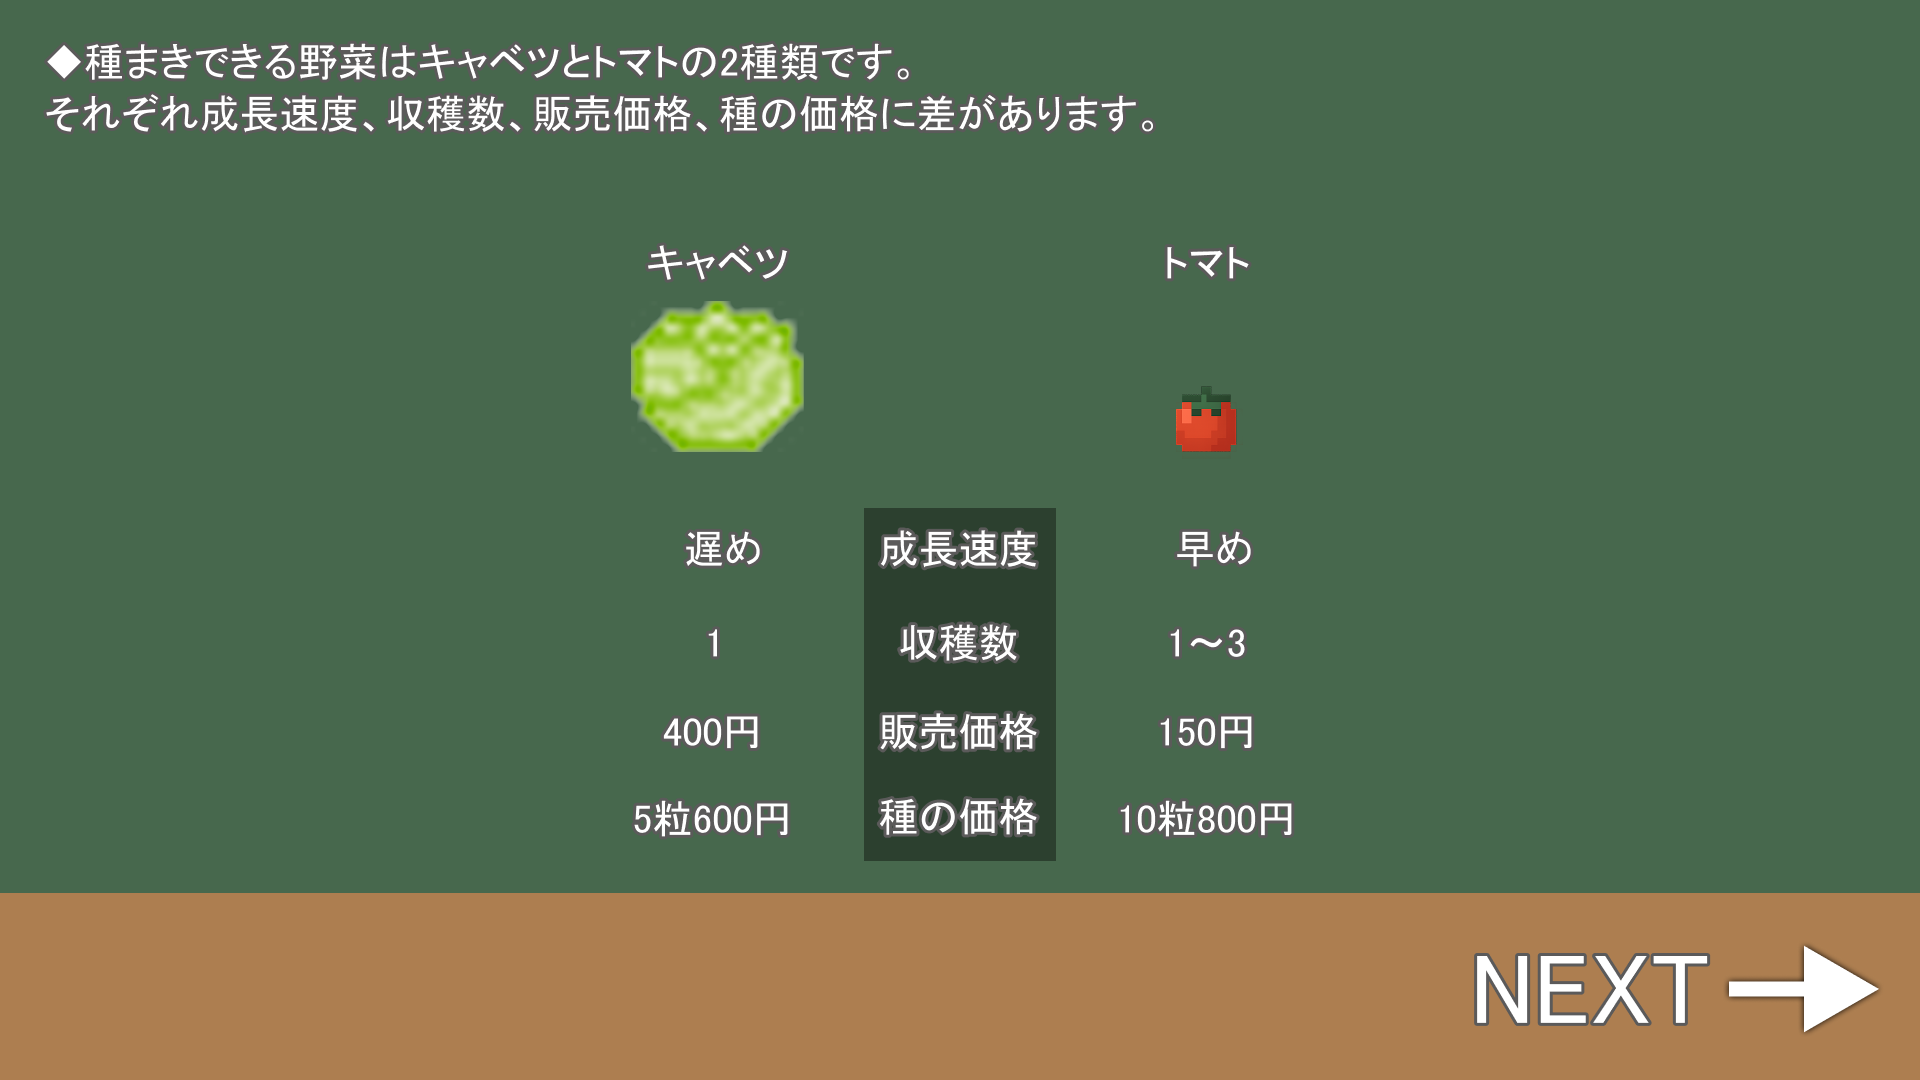 ◆種まきできる野菜はキャベツとトマトの2種類です。
それぞれ成長速度、収穫数、販売価格、種の価格に差があります。
キャベツ トマト
遅め 成長速度 早め
1 収穫数 1～3
400円 販売価格 150円
5粒600円 種の価格 10粒800円
NEXT